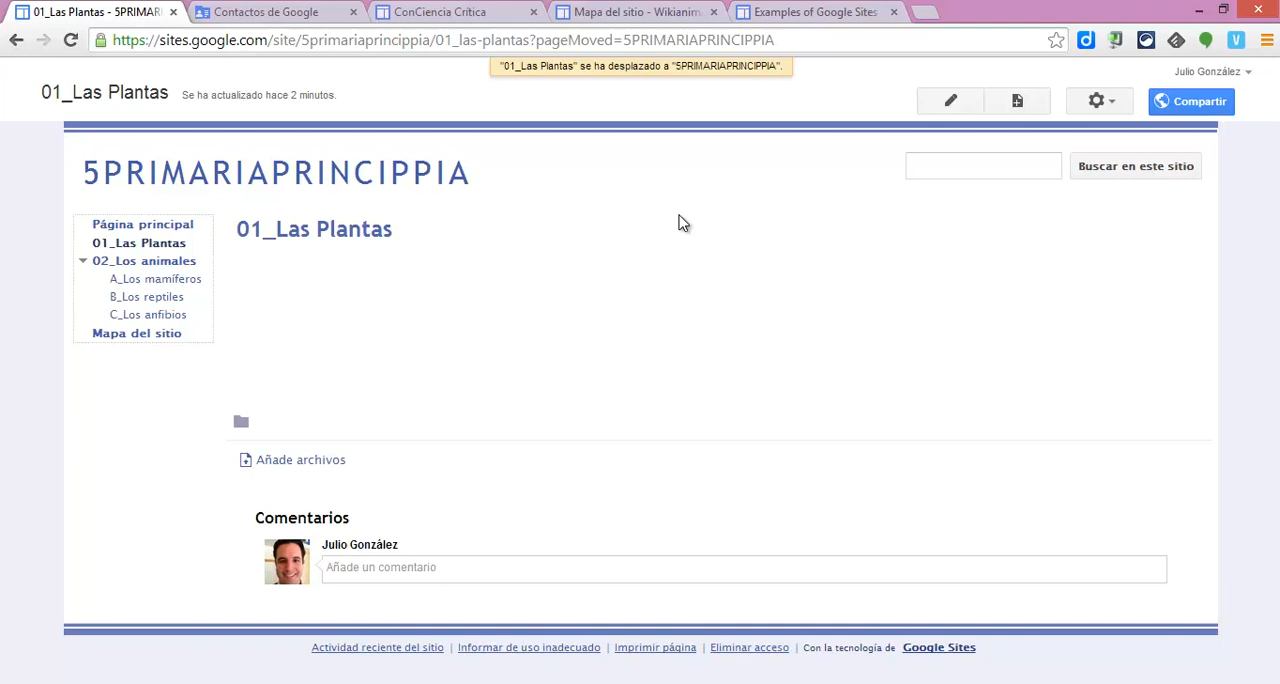 01_Las Plantas - 5PRIMARI
Contactos de Google
ConCiencia Crítica
Mapa del sitio - Wikianim
Examples of Google Sites
https://sites.google.com/site/5primariaprincippia/01_las-plantas?pageMoved=5PRIMARIAPRINCIPPIA
"01_Las Plantas" se ha desplazado a "5PRIMARIAPRINCIPPIA".
Julio González
01_Las Plantas
Se ha actualizado hace 2 minutos.
Compartir
5PRIMARIAPRINCIPPIA
Buscar en este sitio
Página principal
01_Las Plantas
02_Los animales
A_Los mamíferos
B_Los reptiles
C_Los anfibios
Mapa del sitio
01_Las Plantas
Añade archivos
Comentarios
Julio González
Añade un comentario
Actividad reciente del sitio | Informar de uso inadecuado | Imprimir página | Eliminar acceso | Con la tecnología de Google Sites